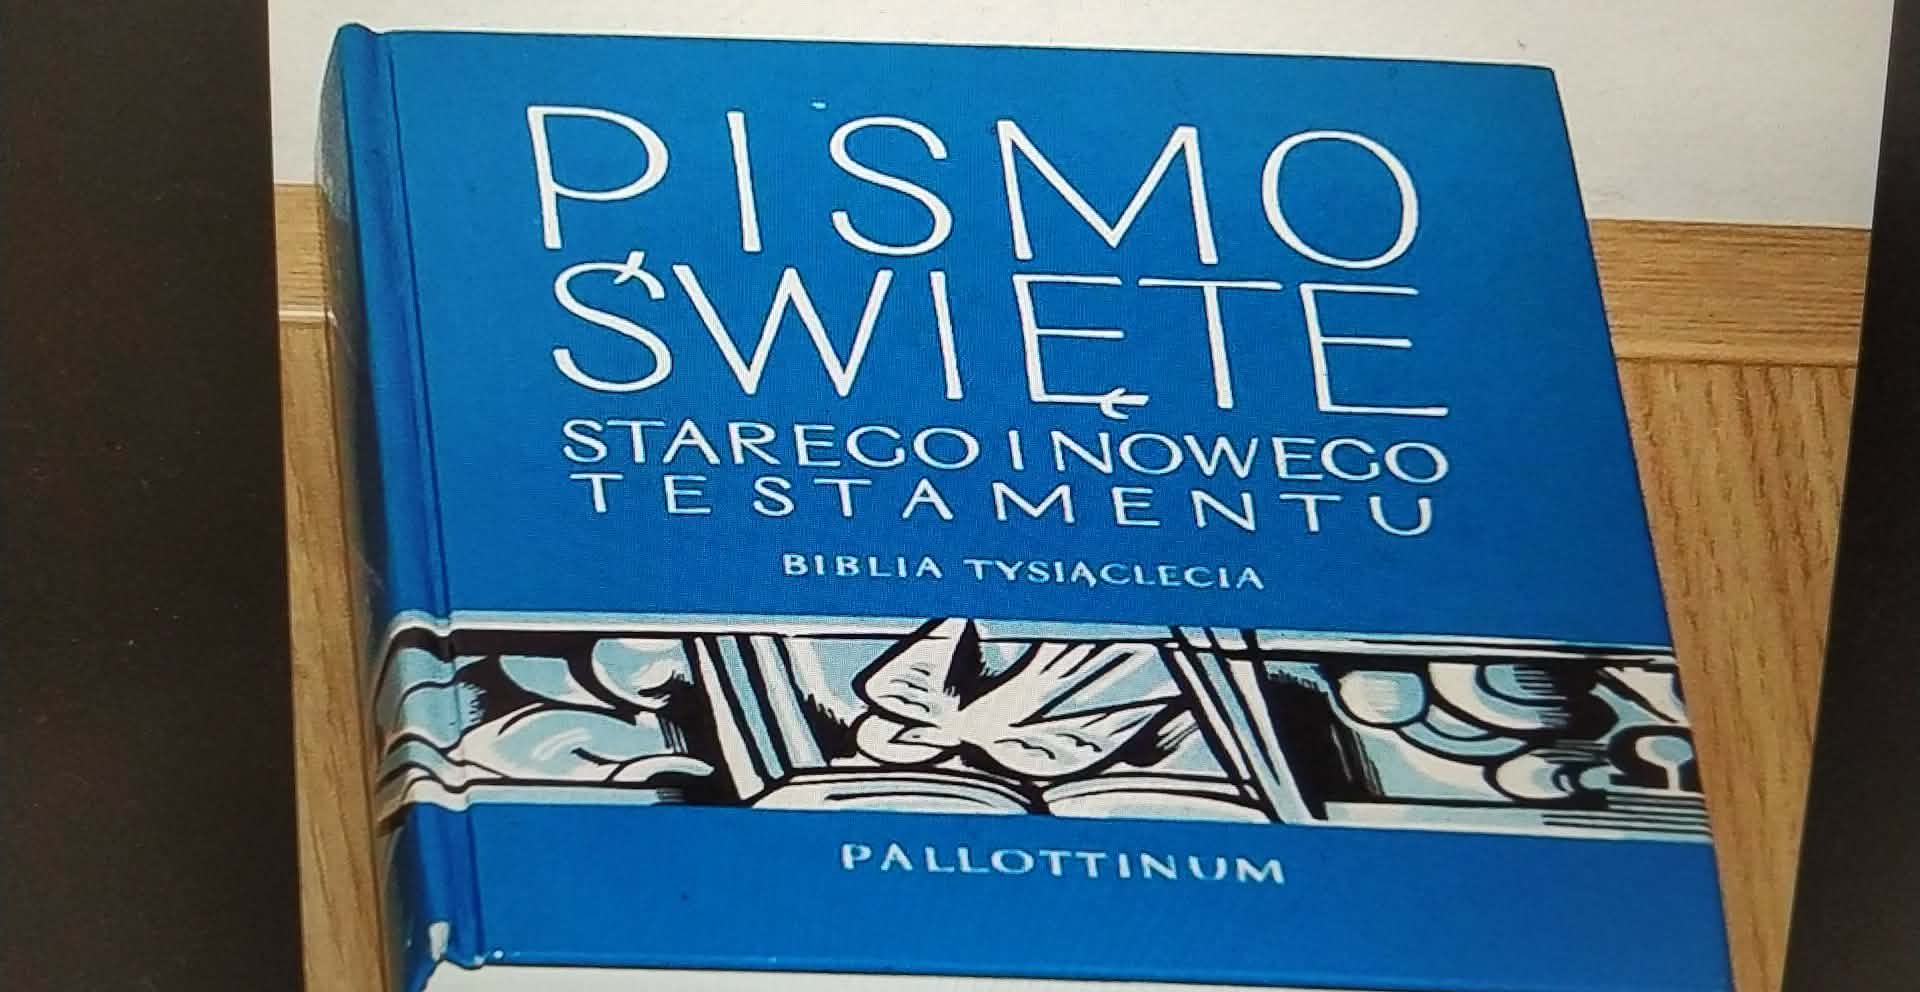 PISMO
ŚWIĘTE
STAREGO I NOWEGO
TESTAMENTU
BIBLIA TYSIĄCLECIA
PALLOTTINUM